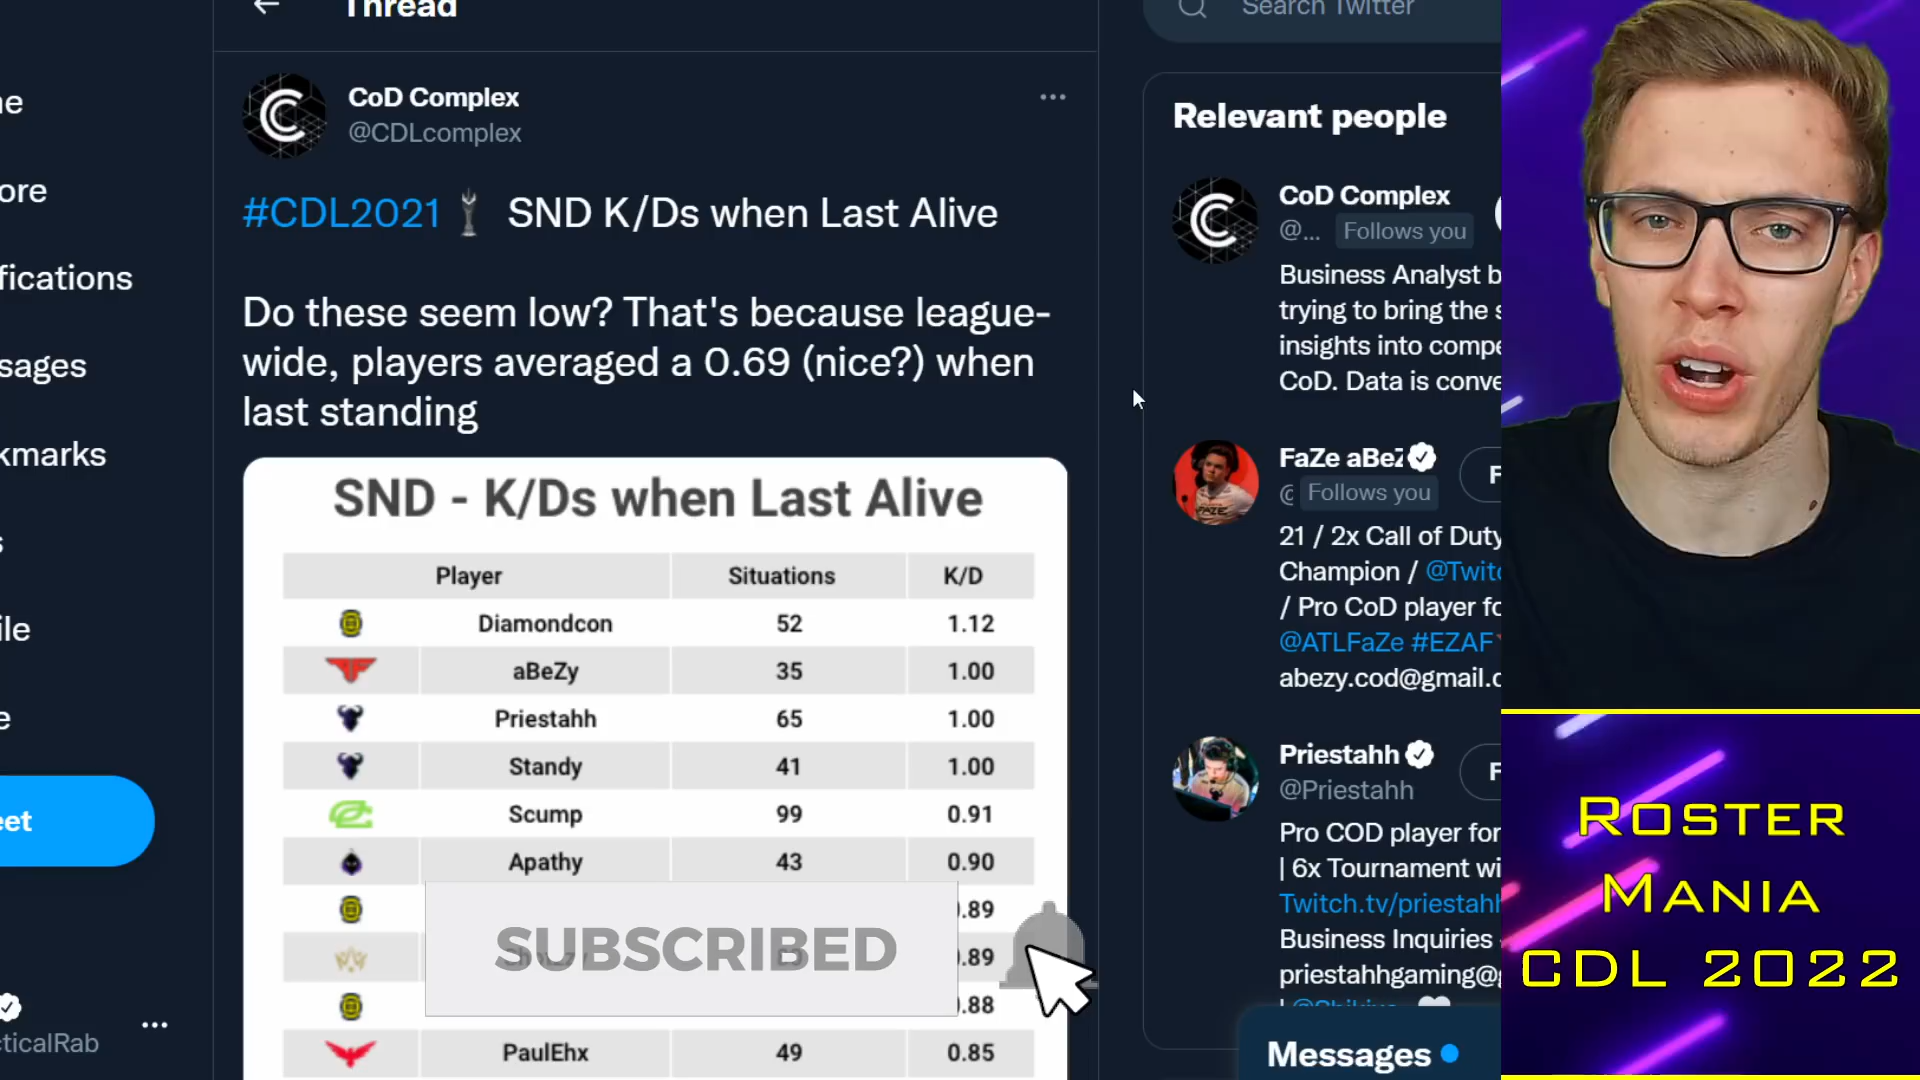 Thread
Search Twitter
CoD Complex
@CDLcomplex
#CDL2021 SND K/Ds when Last Alive
Do these seem low? That's because league-
wide, players averaged a 0.69 (nice?) when
last standing
SND - K/Ds when Last Alive
Player Situations K/D
Diamondcon 52 1.12
aBeZy 35 1.00
Priestahh 65 1.00
Standy 41 1.00
Scump 99 0.91
Apathy 43 0.90
.89
.89
.88
PaulEhx 49 0.85
SUBSCRIBED
Relevant people
CoD Complex
@... Follows you
Business Analyst b
trying to bring the s
insights into compe
CoD. Data is conve
FaZe aBeZ
@ Follows you
21 / 2x Call of Duty
Champion / @Twitc
/ Pro CoD player fo
@ATLFaZe #EZAF
abezy.cod@gmail.c
Priestahh
@Priestahh
Pro COD player for
| 6x Tournament wi
Twitch.tv/priestahh
Business Inquiries
priestahhgaming@g
Messages
ne
ore
fications
sages
kmarks
s
ile
e
eet
cticalRab
F
F
Roster
Mania
CDL 2022